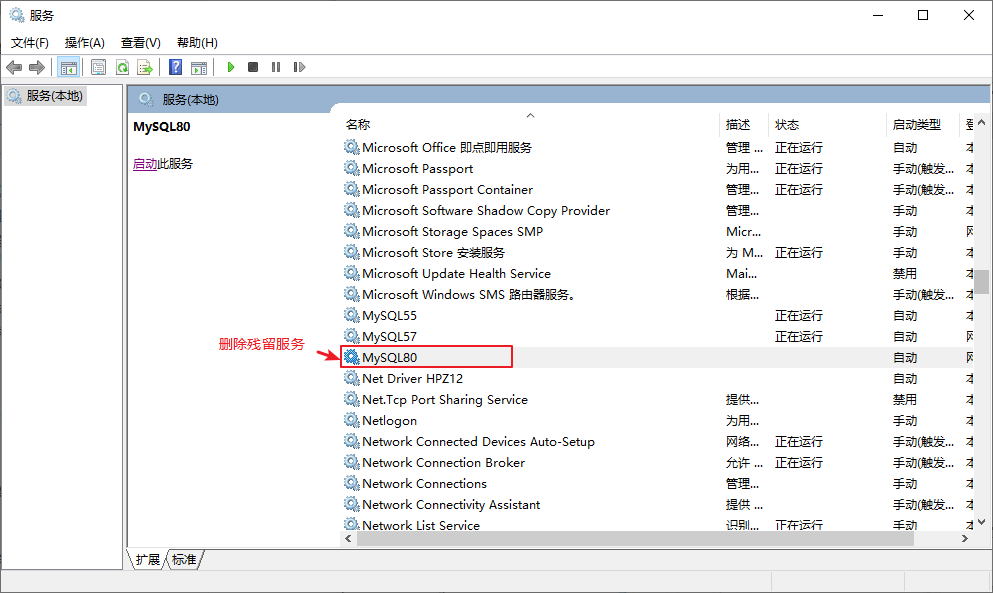 服务
文件(F) 操作(A) 查看(V) 帮助(H)
服务(本地)
服务(本地)
MySQL80
启动此服务
名称 描述 状态 启动类型
Microsoft Office 即点即用服务 管理 ... 正在运行 自动 本
Microsoft Passport 为用... 正在运行 手动(触发... 本
Microsoft Passport Container 管理... 正在运行 手动(触发... 本
Microsoft Software Shadow Copy Provider 管理... 手动 本
Microsoft Storage Spaces SMP Micr... 手动 网
Microsoft Store 安装服务 为 M... 正在运行 手动 本
Microsoft Update Health Service Mai... 禁用 本
Microsoft Windows SMS 路由器服务。 根据... 手动(触发... 本
MySQL55 正在运行 自动 本
MySQL57 正在运行 自动 网
删除残留服务
MySQL80 自动 网
Net Driver HPZ12 自动 本
Net.Tcp Port Sharing Service 提供... 禁用 本
Netlogon 为用... 手动 本
Network Connected Devices Auto-Setup 网络... 正在运行 手动(触发... 本
Network Connection Broker 允许 ... 正在运行 手动(触发... 本
Network Connections 管理... 手动 本
Network Connectivity Assistant 提供 ... 手动(触发... 本
Network List Service 识别... 正在运行 手动 本
扩展 标准